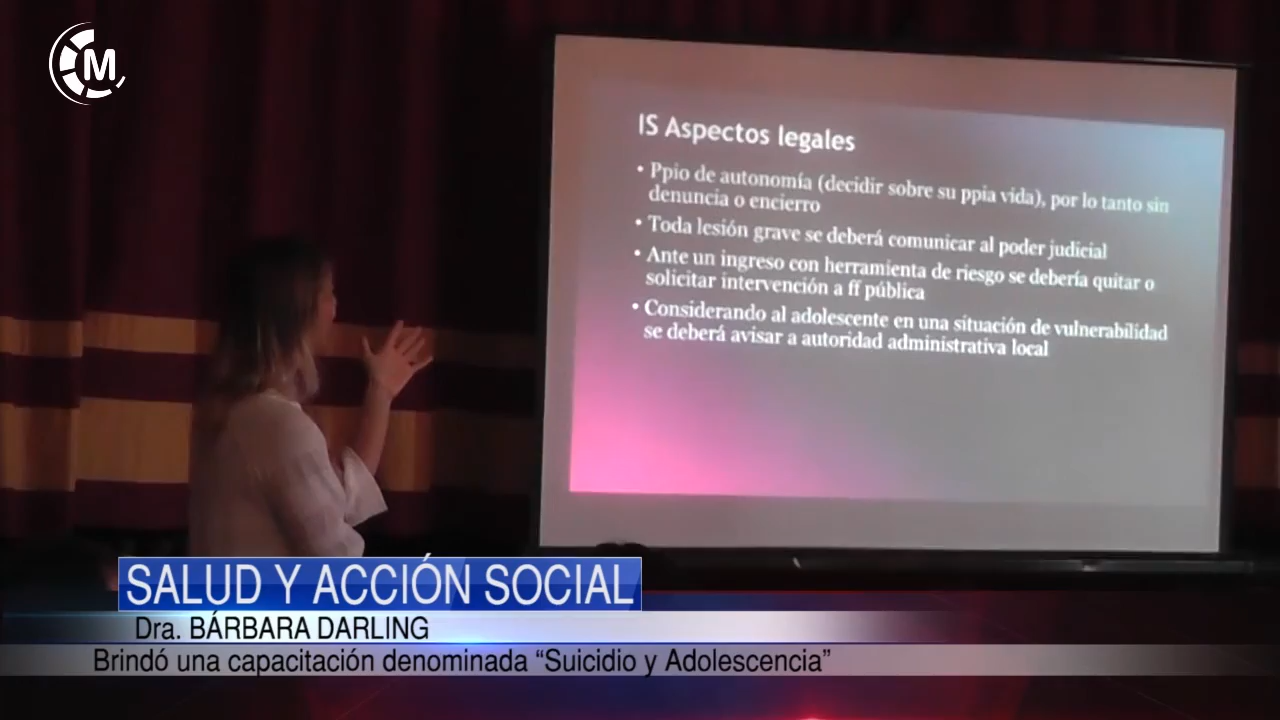 M
IS Aspectos legales
• Ppio de autonomía (decidir sobre su ppia vida), por lo tanto sin
denuncia o encierro
• Toda lesión grave se deberá comunicar al poder judicial
• Ante un ingreso con herramienta de riesgo se debería quitar o
solicitar intervención a ff pública
• Considerando al adolescente en una situación de vulnerabilidad
se deberá avisar a autoridad administrativa local
SALUD Y ACCIÓN SOCIAL
Dra. BÁRBARA DARLING
Brindó una capacitación denominada “Suicidio y Adolescencia”